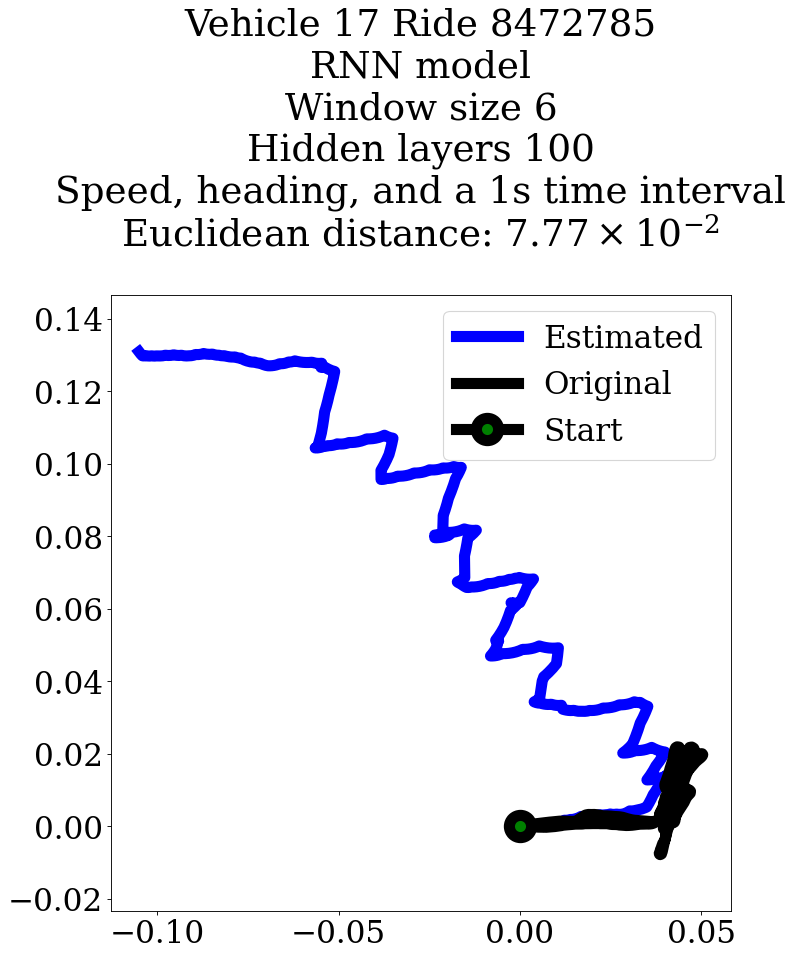 Vehicle 17 Ride 8472785
RNN model
Window size 6
Hidden layers 100
Speed, heading, and a 1s time interval
Euclidean distance: 7.77 × 10⁻²
Estimated
Original
Start
0.14
0.12
0.10
0.08
0.06
0.04
0.02
0.00
−0.02
−0.10 −0.05 0.00 0.05